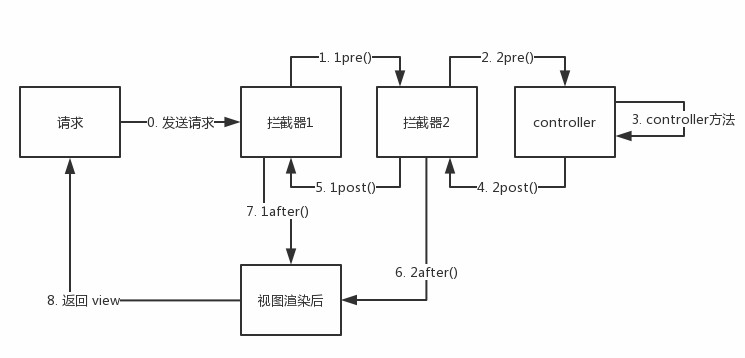 1. 1pre()
2. 2pre()
请求
0. 发送请求
拦截器1
拦截器2
controller
3. controller方法
5. 1post()
4. 2post()
7. 1after()
6. 2after()
8. 返回 view
视图渲染后